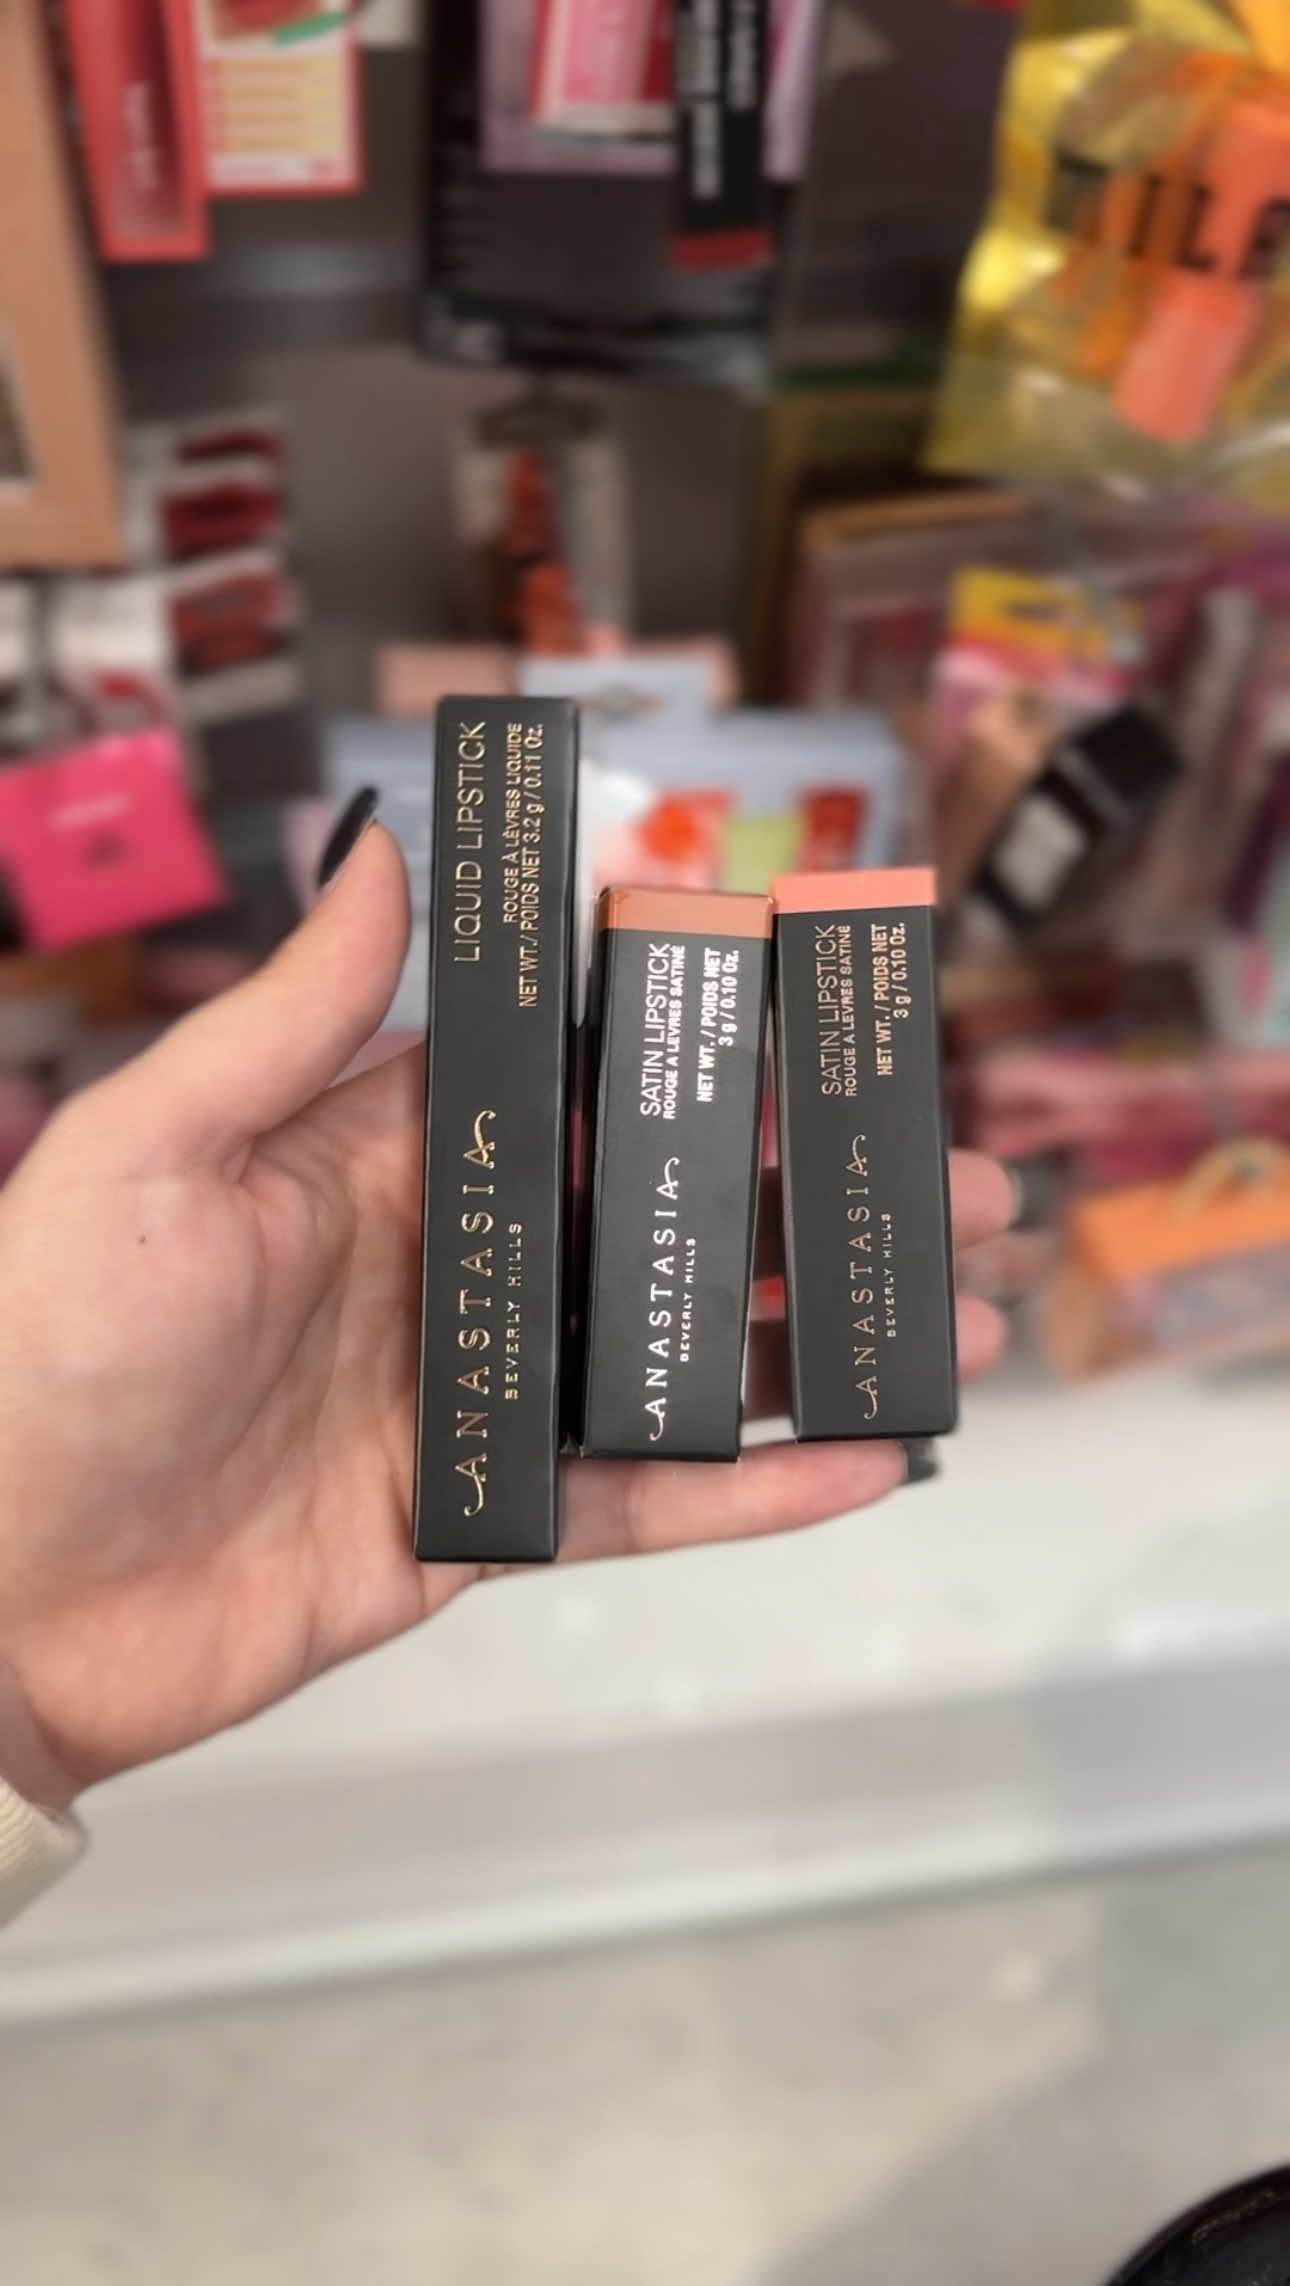 LIQUID LIPSTICK
ROUGE À LÈVRES LIQUIDE
NET WT. / POIDS NET 3.2 g / 0.11 Oz.
ANASTASIA
BEVERLY HILLS
SATIN LIPSTICK
ROUGE A LEVRES SATINÉ
NET WT. / POIDS NET
3 g / 0.10 Oz.
ANASTASIA
BEVERLY HILLS
SATIN LIPSTICK
ROUGE A LEVRES SATINÉ
NET WT. / POIDS NET
3 g / 0.10 Oz.
ANASTASIA
BEVERLY HILLS